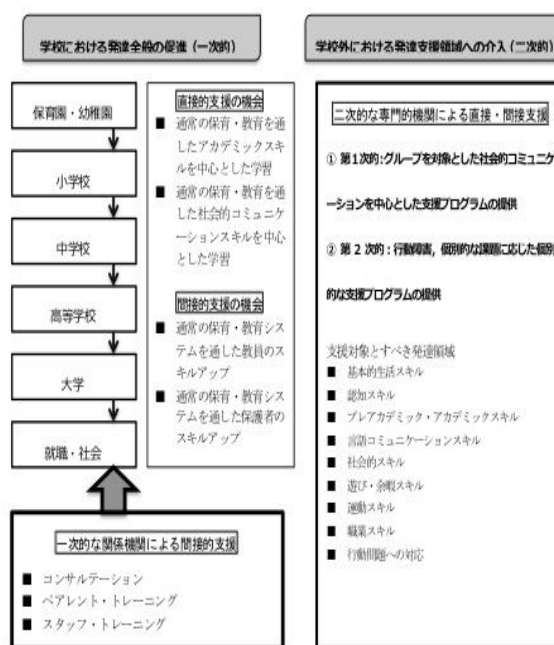 学校における発達全般の促進（一次的）
保育園・幼稚園
小学校
中学校
高等学校
大学
就職・社会
直接的支援の機会
■ 通常の保育・教育を通
したアカデミックスキ
ルを中心とした学習
■ 通常の保育・教育を通
した社会的コミュニケ
ーションスキルを中心
とした学習
間接的支援の機会
■ 通常の保育・教育シス
テムを通した教員のス
キルアップ
■ 通常の保育・教育シス
テムを通した保護者の
スキルアップ
一次的な関係機関による間接的支援
■ コンサルテーション
■ ペアレント・トレーニング
■ スタッフ・トレーニング
学校外における発達支援領域への介入（二次的）
二次的な専門的機関による直接・間接支援
① 第1次的:グループを対象とした社会的コミュニケ
ーションを中心とした支援プログラムの提供
② 第 2 次的：行動障害，個別的な課題に応じた個別
的な支援プログラムの提供
支援対象とすべき発達領域
■ 基本的生活スキル
■ 認知スキル
■ プレアカデミック・アカデミックスキル
■ 言語コミュニケーションスキル
■ 社会的スキル
■ 遊び・余暇スキル
■ 運動スキル
■ 職業スキル
■ 行動問題への対応